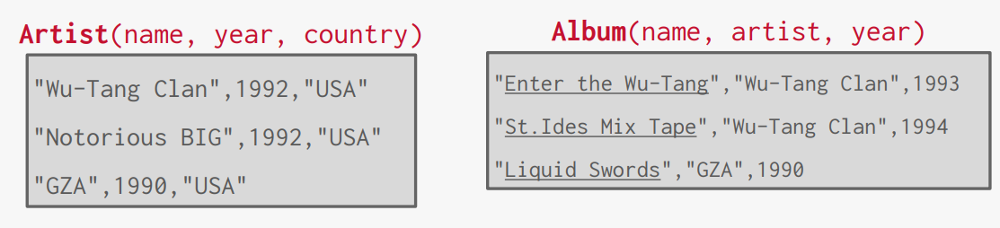 Artist(name, year, country)
"Wu-Tang Clan",1992,"USA"
"Notorious BIG",1992,"USA"
"GZA",1990,"USA"
Album(name, artist, year)
"Enter the Wu-Tang","Wu-Tang Clan",1993
"St.Ides Mix Tape","Wu-Tang Clan",1994
"Liquid Swords","GZA",1990